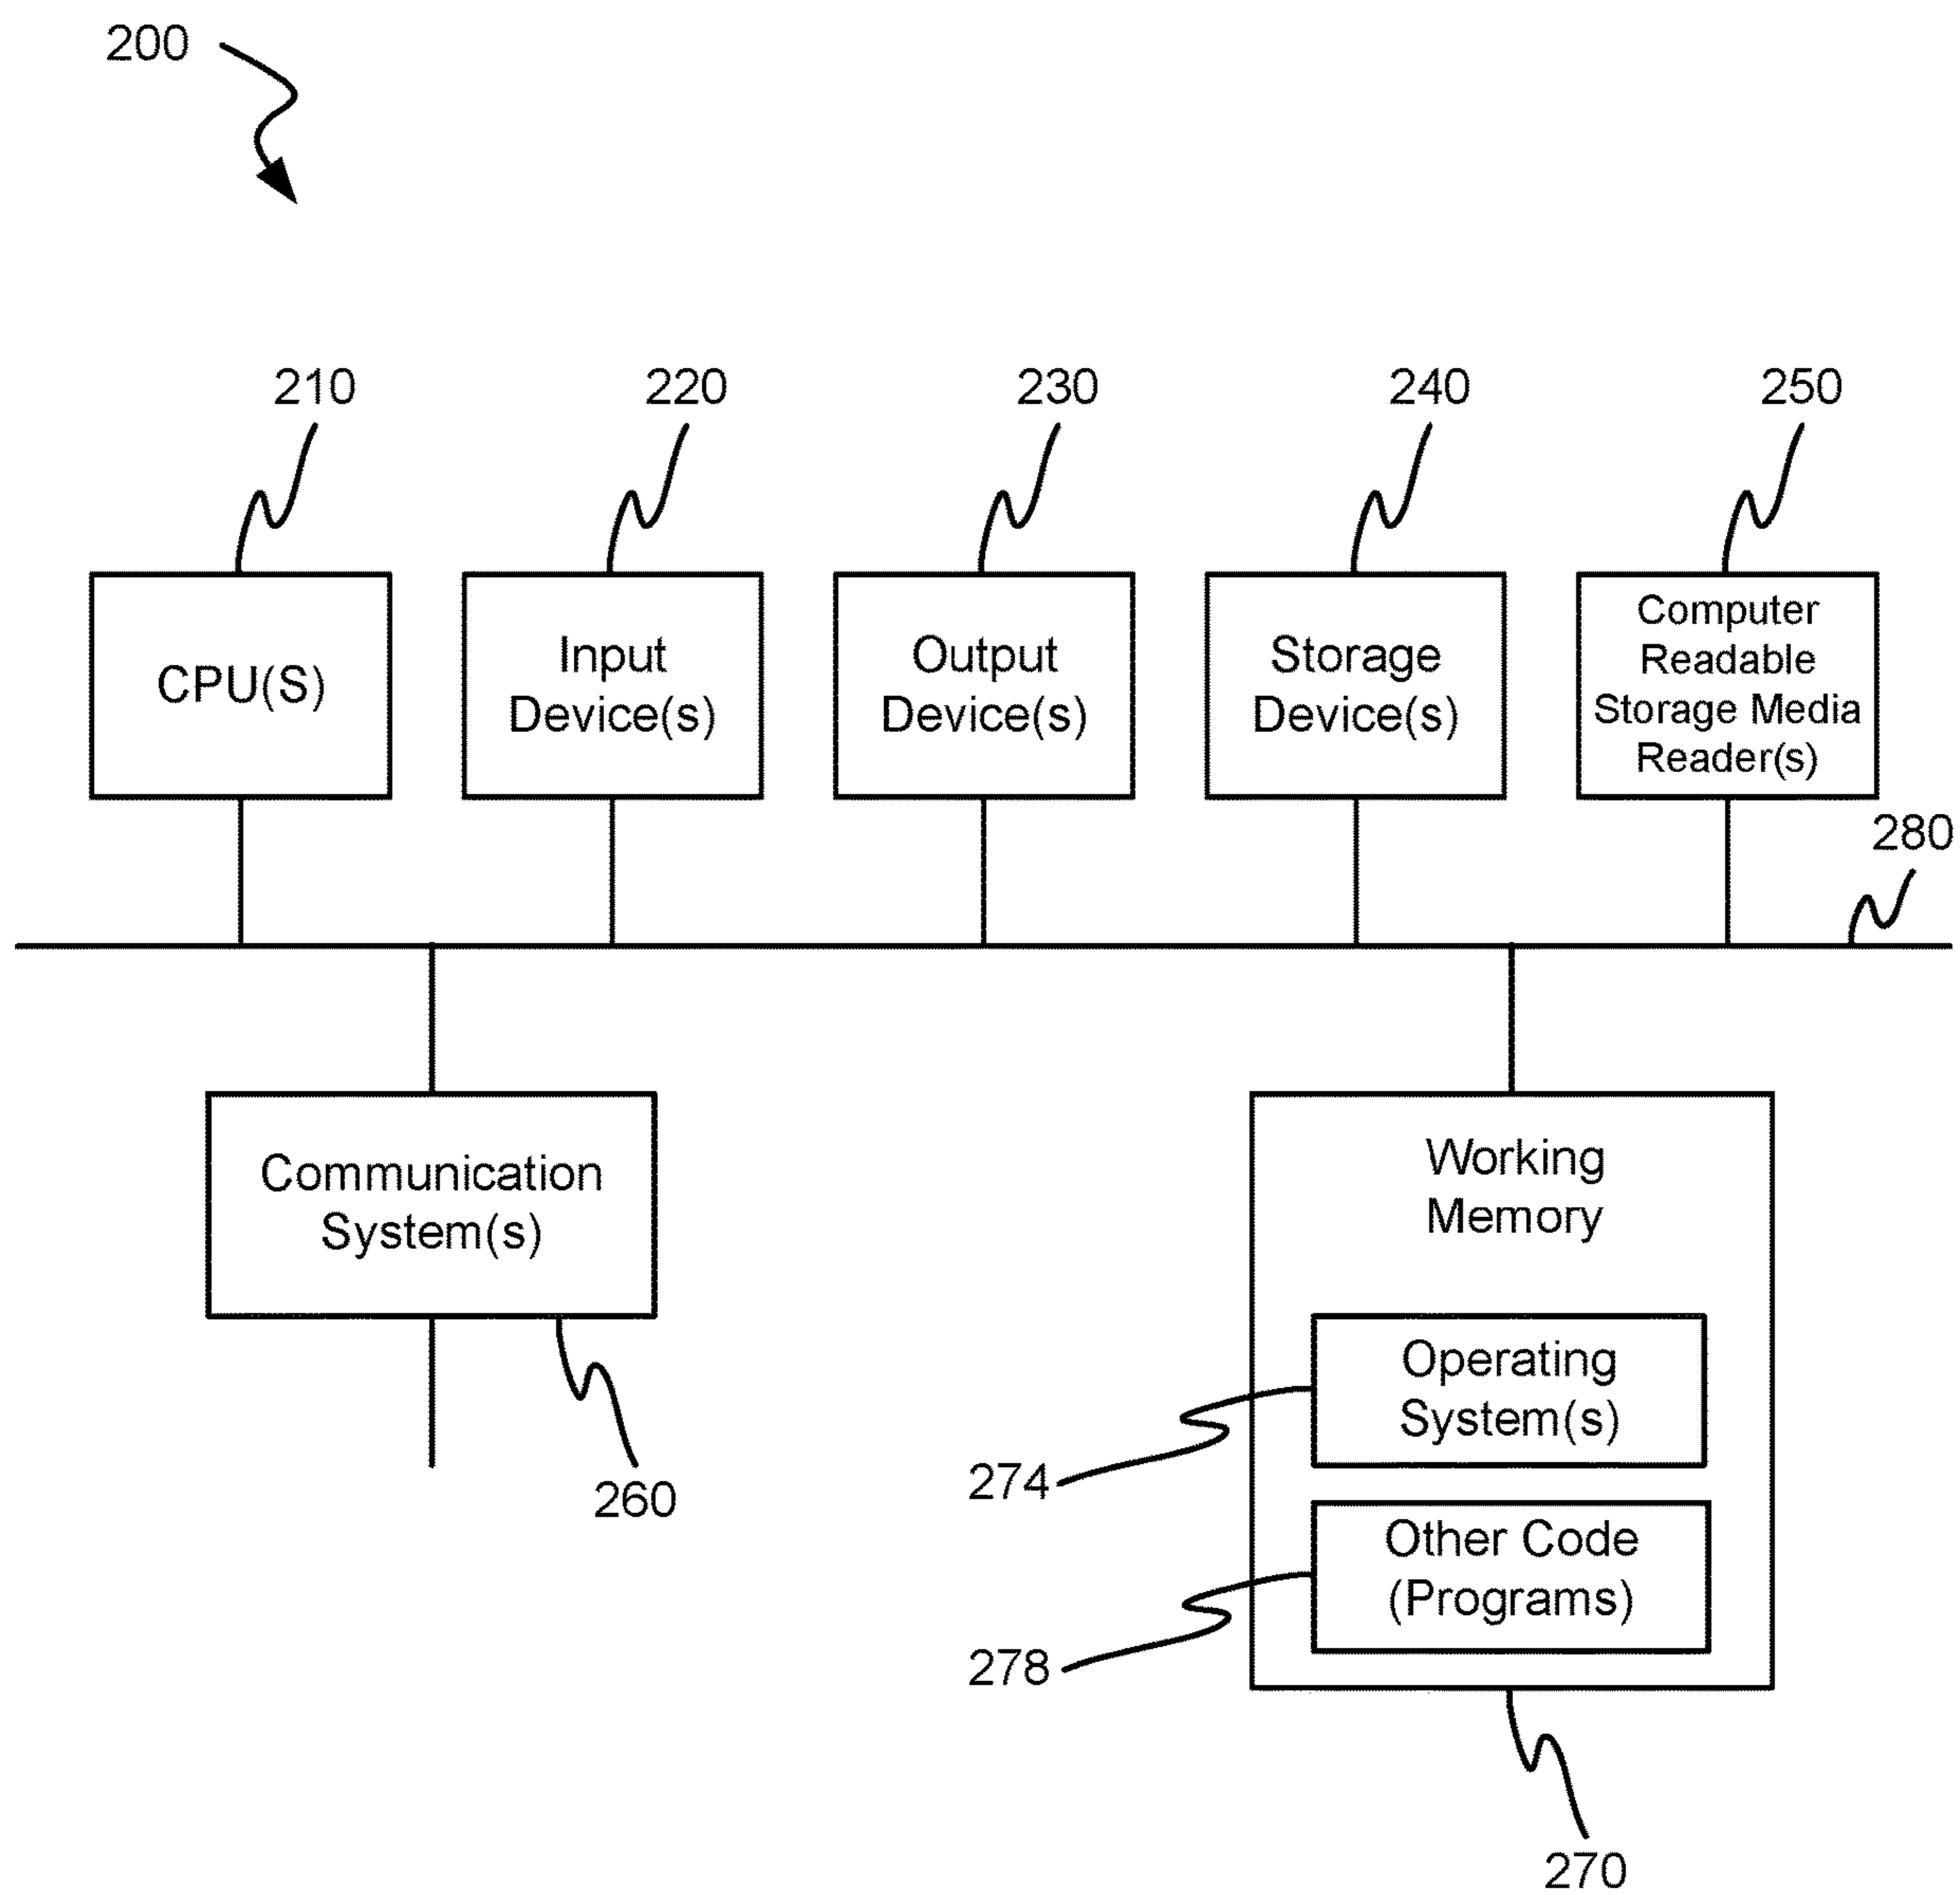 200
210
220
230
240
250
CPU(S)
Input
Device(s)
Output
Device(s)
Storage
Device(s)
Computer
Readable
Storage Media
Reader(s)
280
Communication
System(s)
260
Working
Memory
Operating
System(s)
274
Other Code
(Programs)
278
270